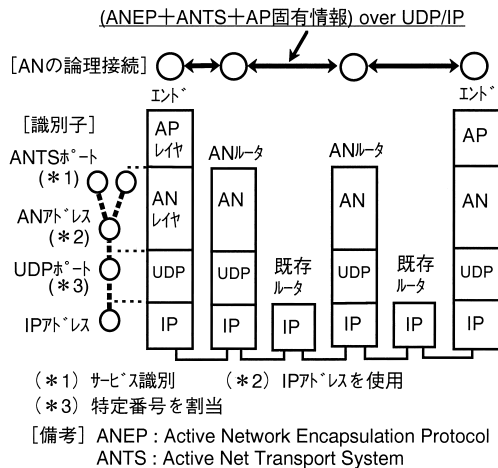 (ANEP＋ANTS＋AP固有情報) over UDP/IP
[ANの論理接続]
ｴﾝﾄﾞ
ｴﾝﾄﾞ
[識別子]
AP
ﾚｲﾔ
AP
ANTSﾎﾟｰﾄ
(＊1)
ANﾙｰﾀ
ANﾙｰﾀ
AN
ﾚｲﾔ
AN
AN
AN
ANｱﾄﾞﾚｽ
(＊2)
UDPﾎﾟｰﾄ
(＊3)
UDP
UDP
既存
ﾙｰﾀ
UDP
既存
ﾙｰﾀ
UDP
IPｱﾄﾞﾚｽ
IP
IP
IP
IP
IP
IP
(＊1) ｻｰﾋﾞｽ識別 (＊2) IPｱﾄﾞﾚｽを使用
(＊3) 特定番号を割当
[備考] ANEP : Active Network Encapsulation Protocol
ANTS : Active Net Transport System